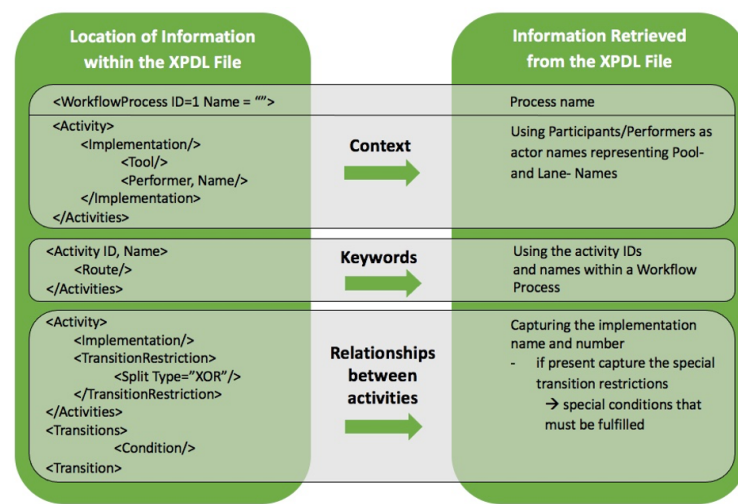 Location of Information
within the XPDL File
Information Retrieved
from the XPDL File
<WorkflowProcess ID=1 Name = “”>
Process name
<Activity>
<Implementation/>
<Tool/>
<Performer, Name/>
</Implementation>
</Activities>
Context
Using Participants/Performers as
actor names representing Pool-
and Lane- Names
<Activity ID, Name>
<Route/>
</Activities>
Keywords
Using the activity IDs
and names within a Workflow
Process
<Activity>
<Implementation/>
<TransitionRestriction>
<Split Type=”XOR”/>
</TransitionRestriction>
</Activities>
<Transitions>
<Condition/>
<Transition>
Relationships
between
activities
Capturing the implementation
name and number
- if present capture the special
transition restrictions
→ special conditions that
must be fulfilled